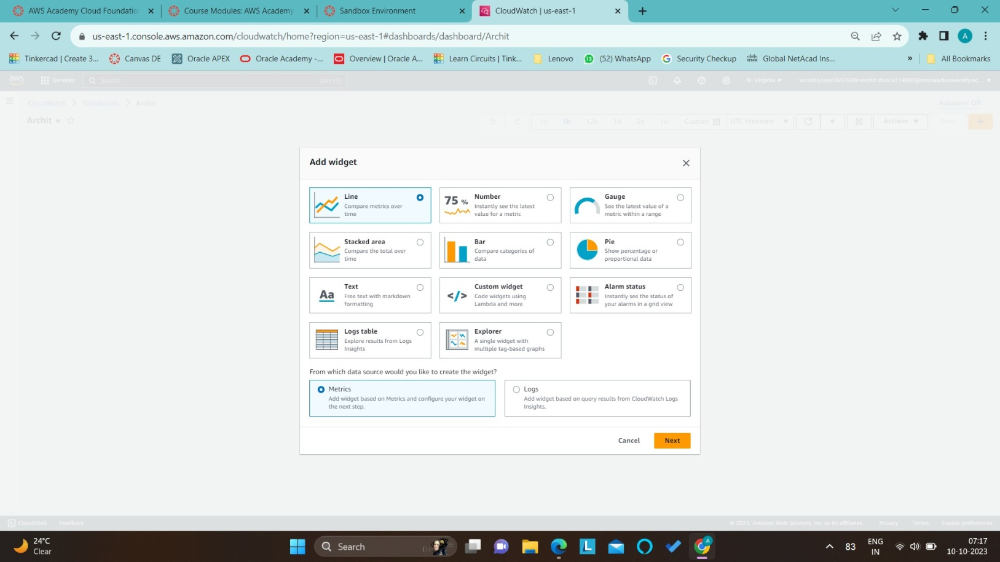 AWS Academy Cloud Foundatio
Course Modules: AWS Academy
Sandbox Environment
CloudWatch | us-east-1
us-east-1.console.aws.amazon.com/cloudwatch/home?region=us-east-1#dashboards/dashboard/Archit
A
Tinkercad | Create 3...
Canvas DE
Oracle APEX
Oracle Academy -...
Overview | Oracle A...
Learn Circuits | Tink...
Lenovo
13
(52) WhatsApp
Security Checkup
Global NetAcad Ins...
»
All Bookmarks
aws
Services
Search
[Alt+S]
N. Virginia
voclabs/user2657699=archit.shukla114980@marwadiuniversity.ac....
CloudWatch
Dashboards
Archit
Autosave: Off
Archit
1h
3h
12h
1d
3d
1w
Custom
UTC timezone
Actions
Save
+
Add widget
Line
Compare metrics over
time
75 %
Number
Instantly see the latest
value for a metric
Gauge
See the latest value of a
metric within a range
Stacked area
Compare the total over
time
Bar
Compare categories of
data
Pie
Show percentage or
proportional data
Aa
Text
Free text with markdown
formatting
</>
Custom widget
Code widgets using
Lambda and more
Alarm status
Instantly see the status of
your alarms in a grid view
Logs table
Explore results from Logs
Insights
Explorer
A single widget with
multiple tag-based graphs
From which data source would you like to create the widget?
Metrics
Add widget based on Metrics and configure your widget on
the next step.
Logs
Add widget based on query results from CloudWatch Logs
Insights.
Cancel
Next
CloudShell
Feedback
© 2023, Amazon Web Services, Inc. or its affiliates.
Privacy
Terms
Cookie preferences
24°C
Clear
Search
L
A
83
ENG
IN
07:17
10-10-2023